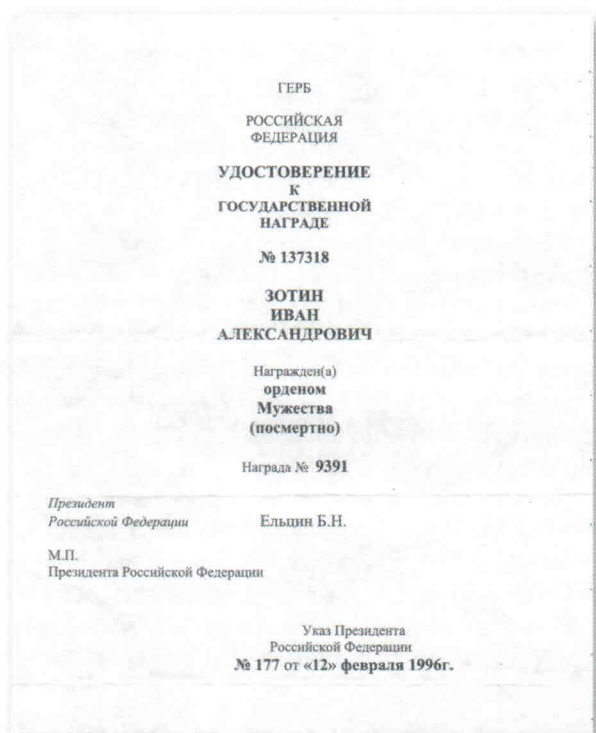 ГЕРБ
РОССИЙСКАЯ
ФЕДЕРАЦИЯ
УДОСТОВЕРЕНИЕ
К
ГОСУДАРСТВЕННОЙ
НАГРАДЕ
№ 137318
ЗОТИН
ИВАН
АЛЕКСАНДРОВИЧ
Награжден(а)
орденом
Мужества
(посмертно)
Награда № 9391
Президент
Российской Федерации Ельцин Б.Н.
М.П.
Президента Российской Федерации
Указ Президента
Российской Федерации
№ 177 от «12» февраля 1996г.